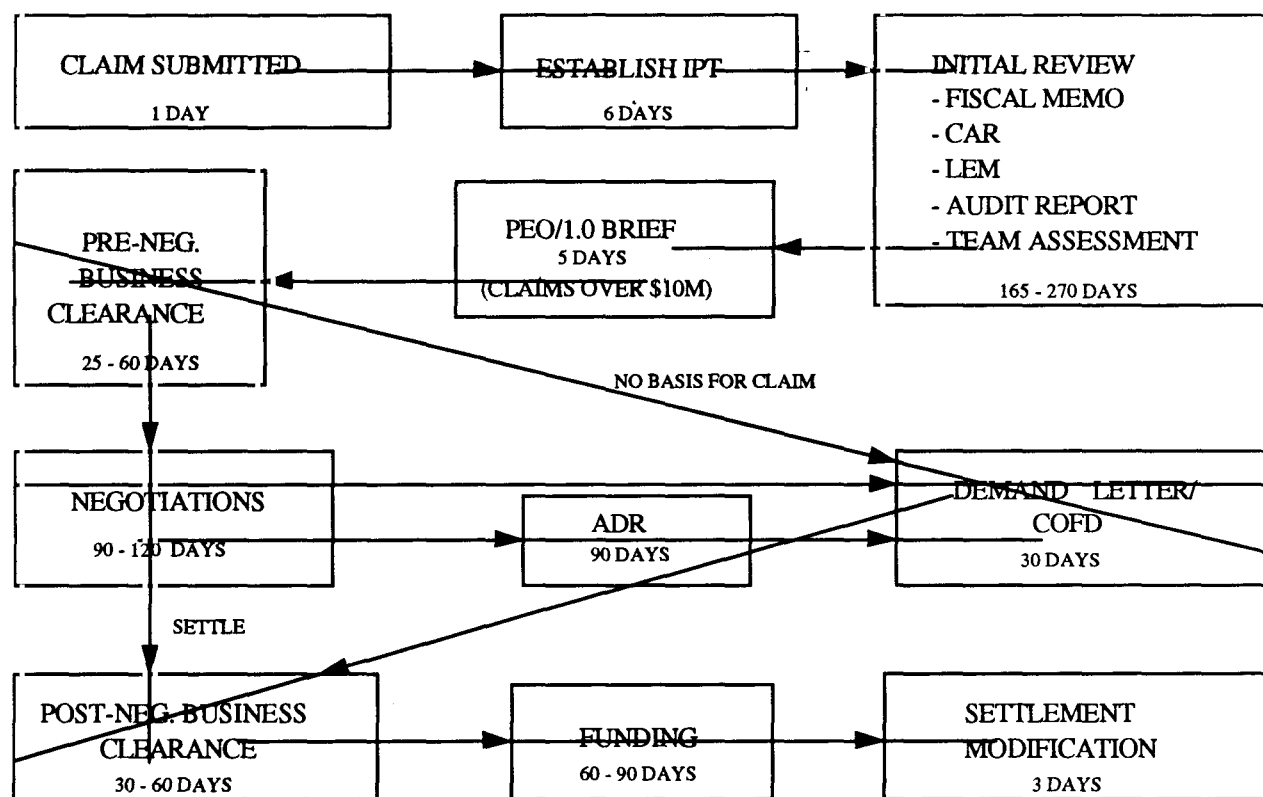 CLAIM SUBMITTED
1 DAY
ESTABLISH IPT
6 DAYS
INITIAL REVIEW
- FISCAL MEMO
- CAR
- LEM
- AUDIT REPORT
- TEAM ASSESSMENT
165 - 270 DAYS
PEO/1.0 BRIEF
5 DAYS
(CLAIMS OVER $10M)
PRE-NEG.
BUSINESS
CLEARANCE
25 - 60 DAYS
NO BASIS FOR CLAIM
NEGOTIATIONS
90 - 120 DAYS
ADR
90 DAYS
DEMAND LETTER/
COFD
30 DAYS
SETTLE
POST-NEG. BUSINESS
CLEARANCE
30 - 60 DAYS
FUNDING
60 - 90 DAYS
SETTLEMENT
MODIFICATION
3 DAYS